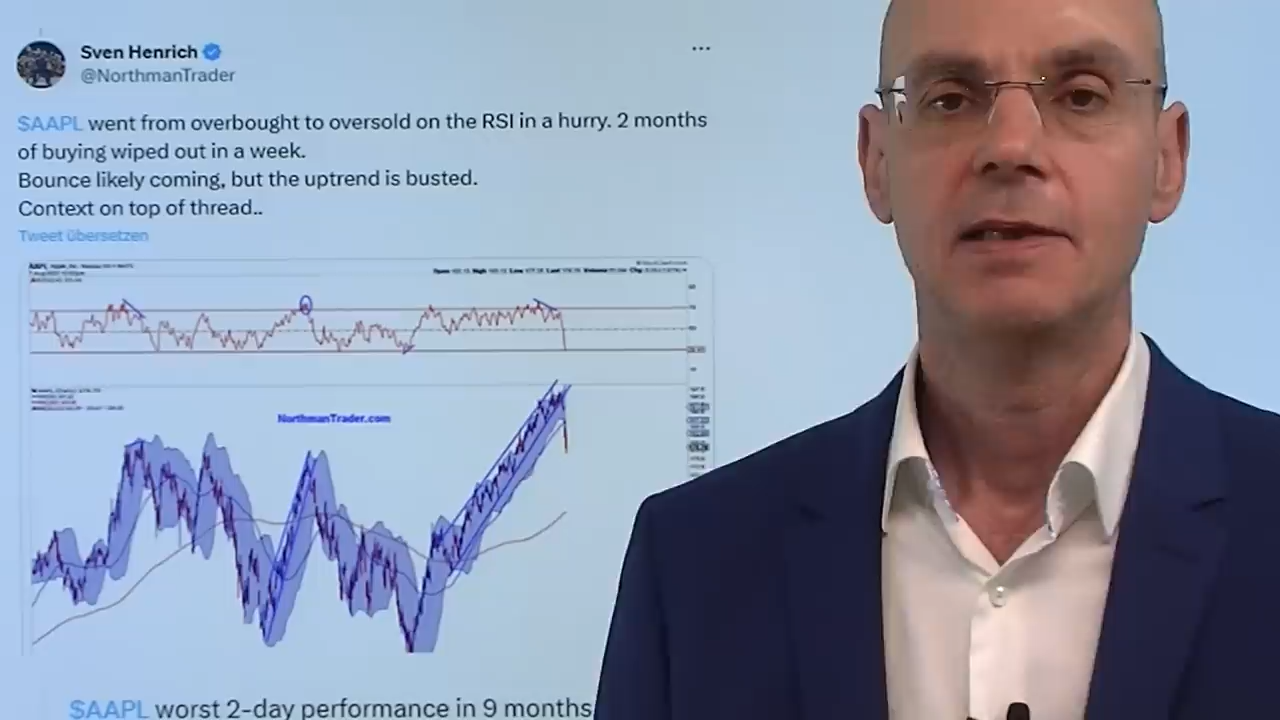 Sven Henrich
@NorthmanTrader
$AAPL went from overbought to oversold on the RSI in a hurry. 2 months
of buying wiped out in a week.
Bounce likely coming, but the uptrend is busted.
Context on top of thread..
Tweet übersetzen
NorthmanTrader.com
$AAPL worst 2-day performance in 9 months